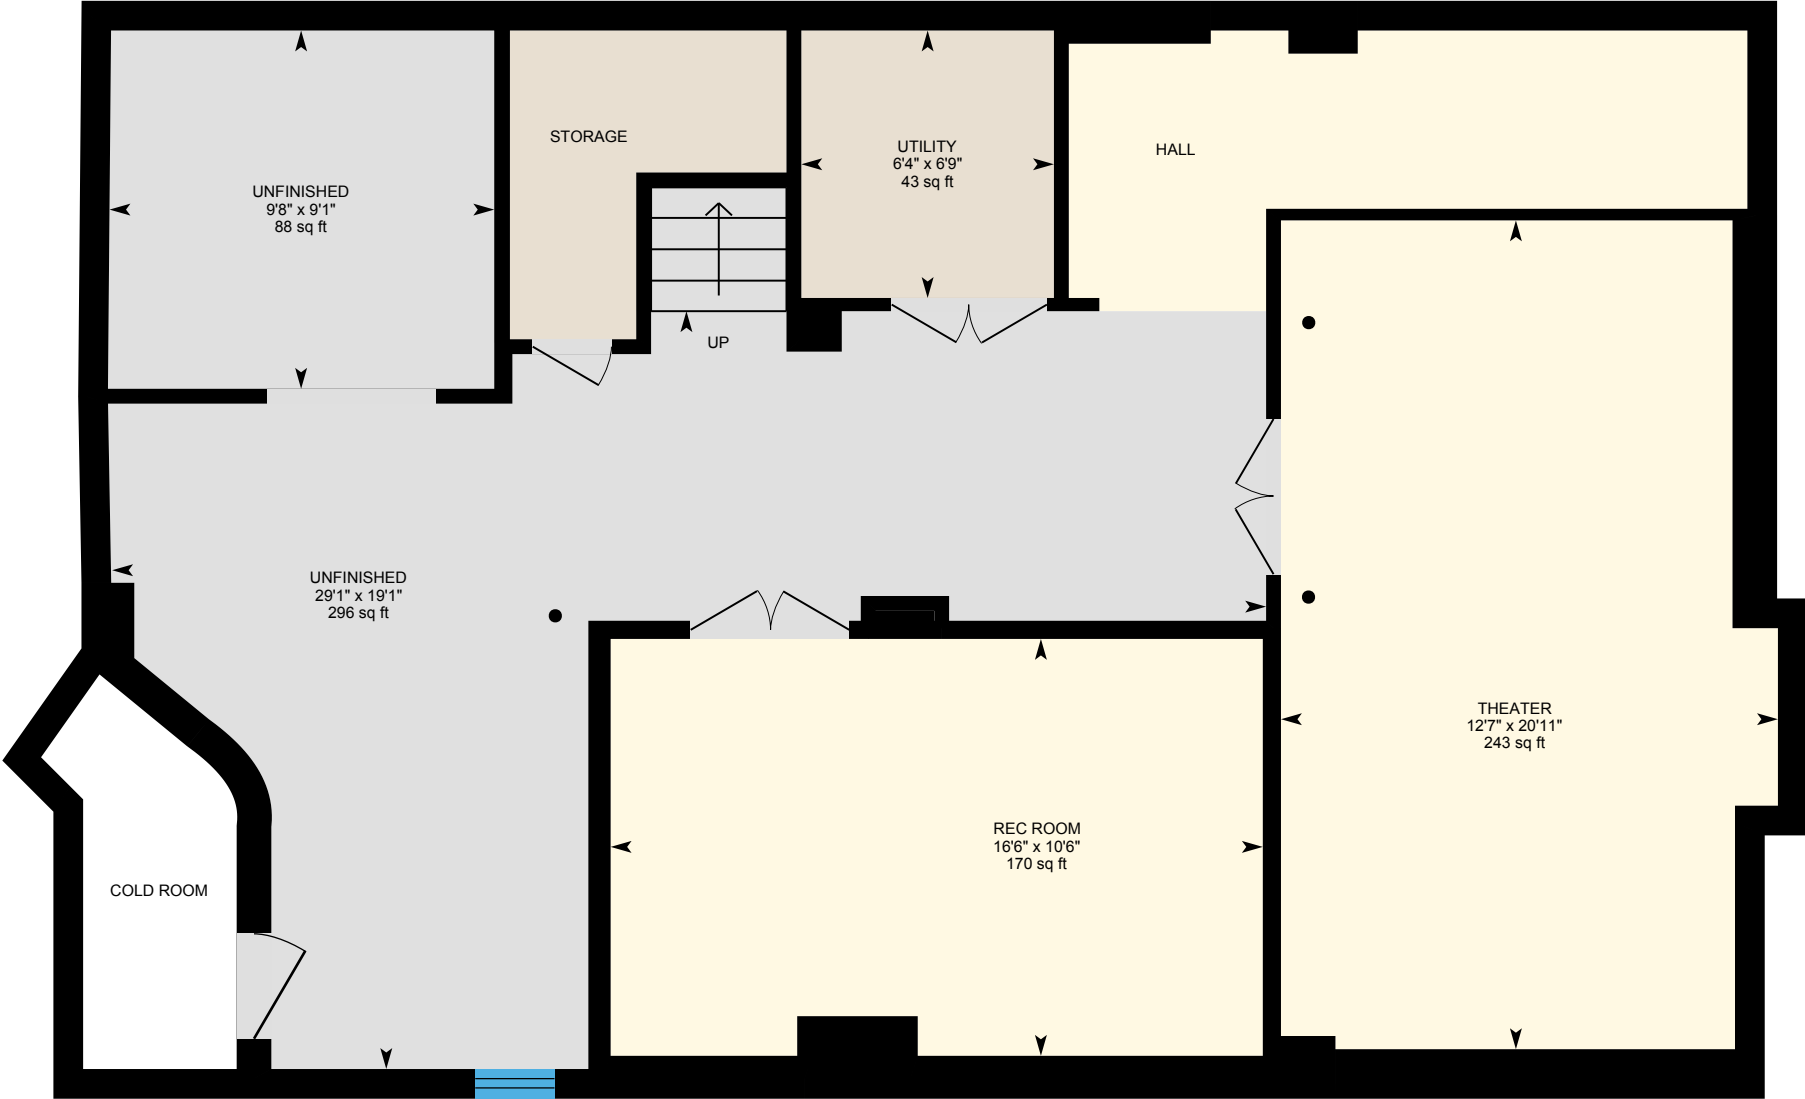 STORAGE
UTILITY
6'4" x 6'9"
43 sq ft
HALL
UNFINISHED
9'8" x 9'1"
88 sq ft
UP
UNFINISHED
29'1" x 19'1"
296 sq ft
THEATER
12'7" x 20'11"
243 sq ft
REC ROOM
16'6" x 10'6"
170 sq ft
COLD ROOM